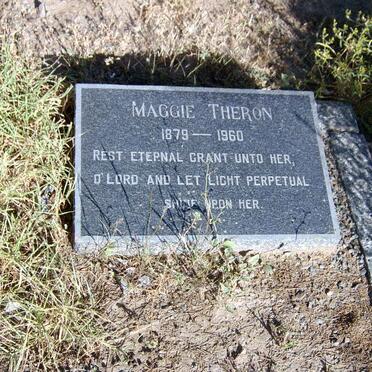 MAGGIE THERON
1879 — 1960
REST ETERNAL GRANT UNTO HER,
O' LORD AND LET LIGHT PERPETUAL
SHINE UPON HER.